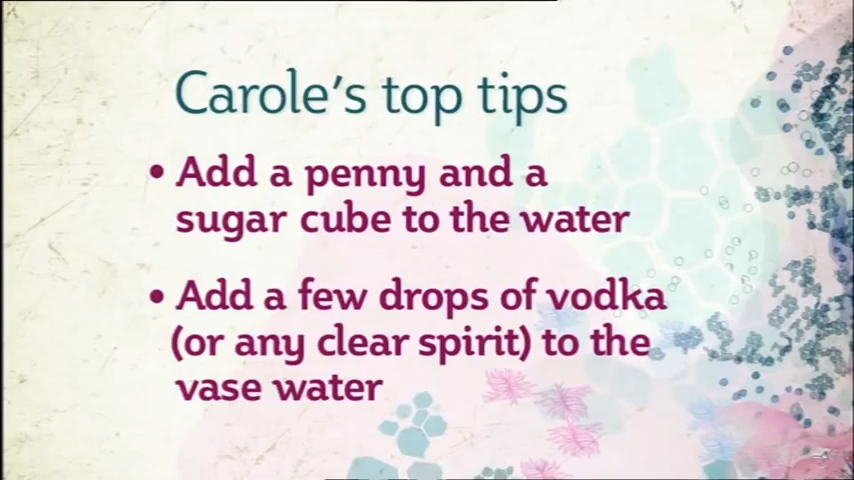 Carole's top tips
• Add a penny and a
sugar cube to the water
• Add a few drops of vodka
(or any clear spirit) to the
vase water